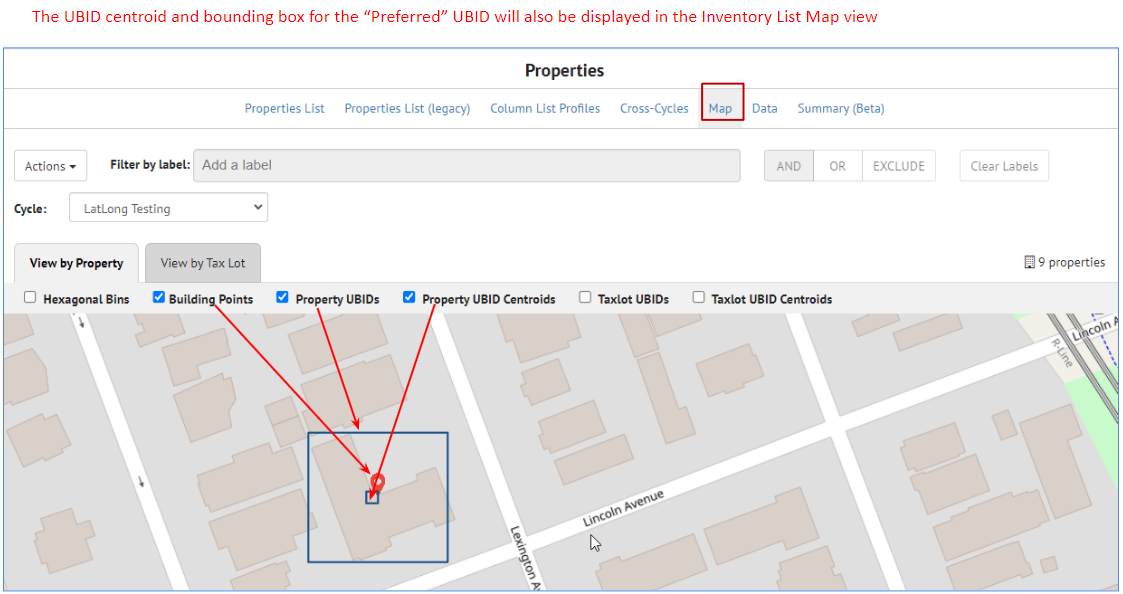 The UBID centroid and bounding box for the “Preferred” UBID will also be displayed in the Inventory List Map view
Properties
Properties List Properties List (legacy) Column List Profiles Cross-Cycles Map Data Summary (Beta)
Actions Filter by label: Add a label AND OR EXCLUDE Clear Labels
Cycle: LatLong Testing
View by Property View by Tax Lot 9 properties
Hexagonal Bins Building Points Property UBIDs Property UBID Centroids Taxlot UBIDs Taxlot UBID Centroids
Lincoln A
R-Line
Lincoln Avenue
Lexington Av